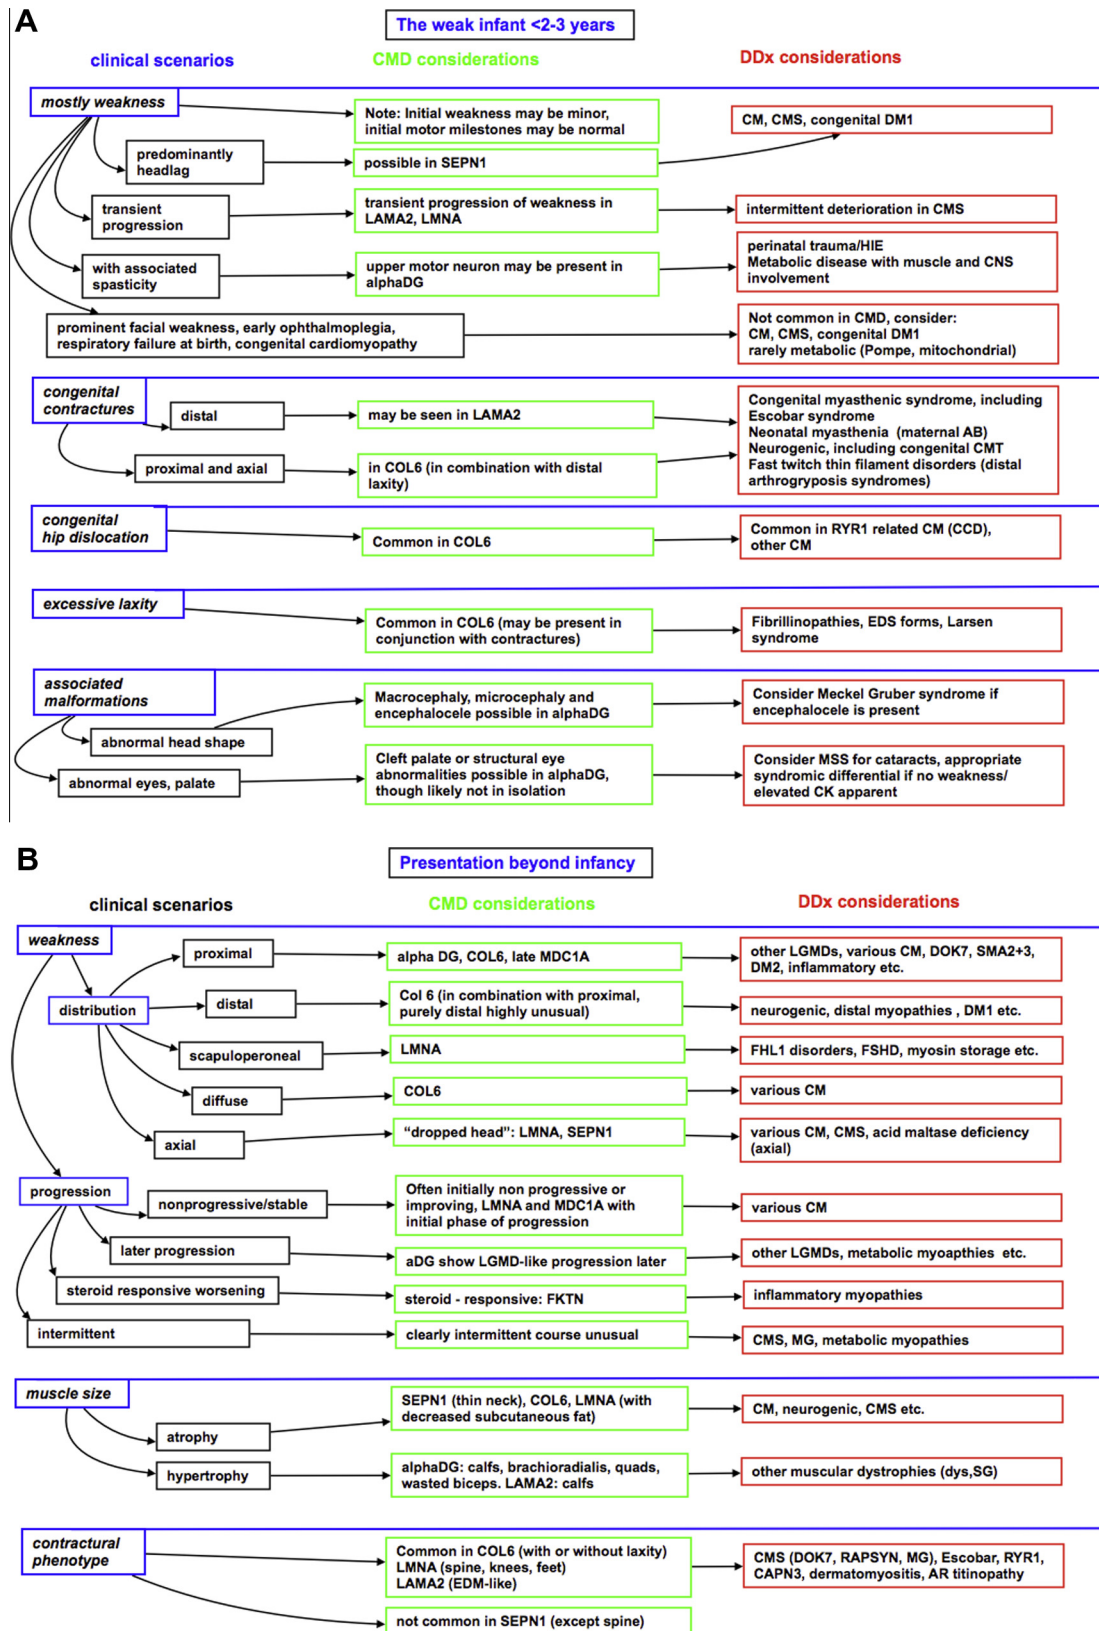 A
The weak infant <2-3 years
clinical scenarios
CMD considerations
DDx considerations
mostly weakness
Note: Initial weakness may be minor,
initial motor milestones may be normal
CM, CMS, congenital DM1
predominantly
headlag
possible in SEPN1
transient
progression
transient progression of weakness in
LAMA2, LMNA
intermittent deterioration in CMS
with associated
spasticity
upper motor neuron may be present in
alphaDG
perinatal trauma/HIE
Metabolic disease with muscle and CNS
involvement
prominent facial weakness, early ophthalmoplegia,
respiratory failure at birth, congenital cardiomyopathy
Not common in CMD, consider:
CM, CMS, congenital DM1
rarely metabolic (Pompe, mitochondrial)
congenital
contractures
distal
may be seen in LAMA2
Congenital myasthenic syndrome, including
Escobar syndrome
Neonatal myasthenia (maternal AB)
Neurogenic, including congenital CMT
Fast twitch thin filament disorders (distal
arthrogryposis syndromes)
proximal and axial
in COL6 (in combination with distal
laxity)
congenital
hip dislocation
Common in COL6
Common in RYR1 related CM (CCD),
other CM
excessive laxity
Common in COL6 (may be present in
conjunction with contractures)
Fibrillinopathies, EDS forms, Larsen
syndrome
associated
malformations
abnormal head shape
Macrocephaly, microcephaly and
encephalocele possible in alphaDG
Consider Meckel Gruber syndrome if
encephalocele is present
abnormal eyes, palate
Cleft palate or structural eye
abnormalities possible in alphaDG,
though likely not in isolation
Consider MSS for cataracts, appropriate
syndromic differential if no weakness/
elevated CK apparent
B
Presentation beyond infancy
clinical scenarios
CMD considerations
DDx considerations
weakness
distribution
proximal
alpha DG, COL6, late MDC1A
other LGMDs, various CM, DOK7, SMA2+3,
DM2, inflammatory etc.
distal
Col 6 (in combination with proximal,
purely distal highly unusual)
neurogenic, distal myopathies , DM1 etc.
scapuloperoneal
LMNA
FHL1 disorders, FSHD, myosin storage etc.
diffuse
COL6
various CM
axial
“dropped head”: LMNA, SEPN1
various CM, CMS, acid maltase deficiency
(axial)
progression
nonprogressive/stable
Often initially non progressive or
improving, LMNA and MDC1A with
initial phase of progression
various CM
later progression
aDG show LGMD-like progression later
other LGMDs, metabolic myoapthies etc.
steroid responsive worsening
steroid - responsive: FKTN
inflammatory myopathies
intermittent
clearly intermittent course unusual
CMS, MG, metabolic myopathies
muscle size
atrophy
SEPN1 (thin neck), COL6, LMNA (with
decreased subcutaneous fat)
CM, neurogenic, CMS etc.
hypertrophy
alphaDG: calfs, brachioradialis, quads,
wasted biceps. LAMA2: calfs
other muscular dystrophies (dys,SG)
contractural
phenotype
Common in COL6 (with or without laxity)
LMNA (spine, knees, feet)
LAMA2 (EDM-like)
CMS (DOK7, RAPSYN, MG), Escobar, RYR1,
CAPN3, dermatomyositis, AR titinopathy
not common in SEPN1 (except spine)